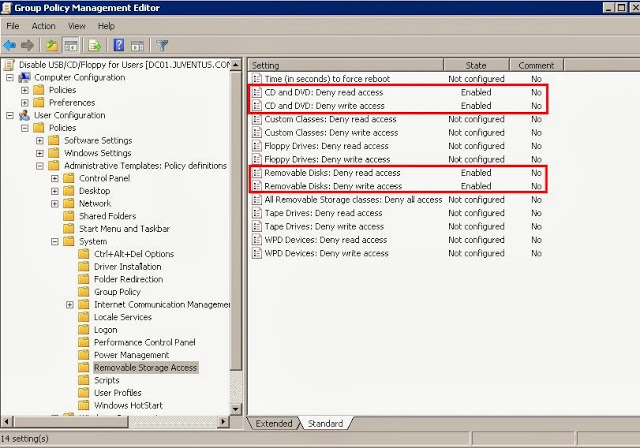 Group Policy Management Editor
File Action View Help
Disable USB/CD/Floppy for Users [DC01.JUVENTUS.CO
Computer Configuration
Policies
Preferences
User Configuration
Policies
Software Settings
Windows Settings
Administrative Templates: Policy definitions
Control Panel
Desktop
Network
Shared Folders
Start Menu and Taskbar
System
Ctrl+Alt+Del Options
Driver Installation
Folder Redirection
Group Policy
Internet Communication Manageme
Locale Services
Logon
Performance Control Panel
Power Management
Removable Storage Access
Scripts
User Profiles
Windows HotStart
Setting State Comment
Time (in seconds) to force reboot Not configured No
CD and DVD: Deny read access Enabled No
CD and DVD: Deny write access Enabled No
Custom Classes: Deny read access Not configured No
Custom Classes: Deny write access Not configured No
Floppy Drives: Deny read access Not configured No
Floppy Drives: Deny write access Not configured No
Removable Disks: Deny read access Enabled No
Removable Disks: Deny write access Enabled No
All Removable Storage classes: Deny all access Not configured No
Tape Drives: Deny read access Not configured No
Tape Drives: Deny write access Not configured No
WPD Devices: Deny read access Not configured No
WPD Devices: Deny write access Not configured No
Extended Standard
14 setting(s)